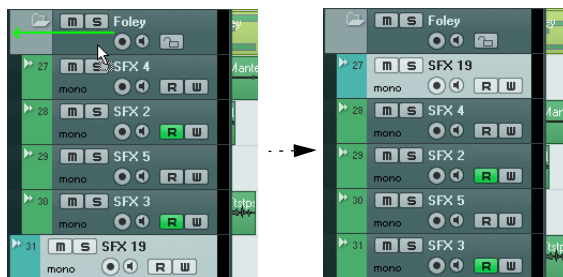 m S Foley
27 m S SFX 4
mono R W
28 m S SFX 2
mono R W
29 m S SFX 5
mono R W
30 m S SFX 3
mono R W
31 m S SFX 19
mono R W
m S Foley
27 m S SFX 19
mono R W
28 m S SFX 4
mono R W
29 m S SFX 2
mono R W
30 m S SFX 5
mono R W
31 m S SFX 3
mono R W